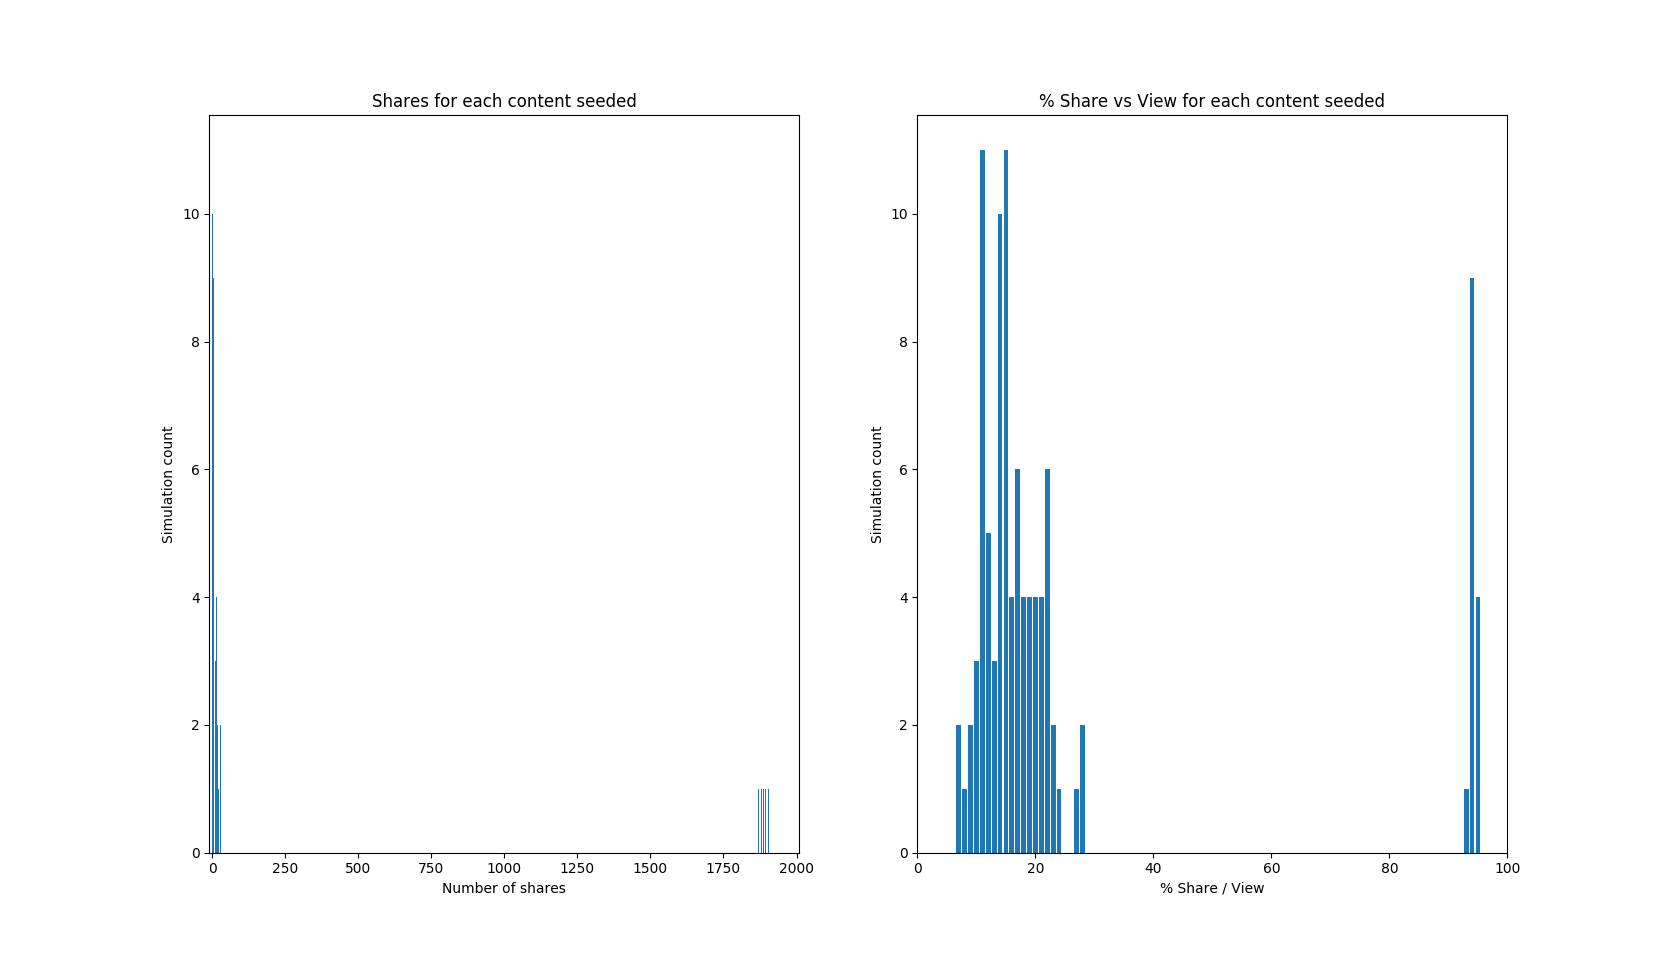 Shares for each content seeded
10
8
6
4
2
0
Simulation count
0 250 500 750 1000 1250 1500 1750 2000
Number of shares
% Share vs View for each content seeded
10
8
6
4
2
0
Simulation count
0 20 40 60 80 100
% Share / View